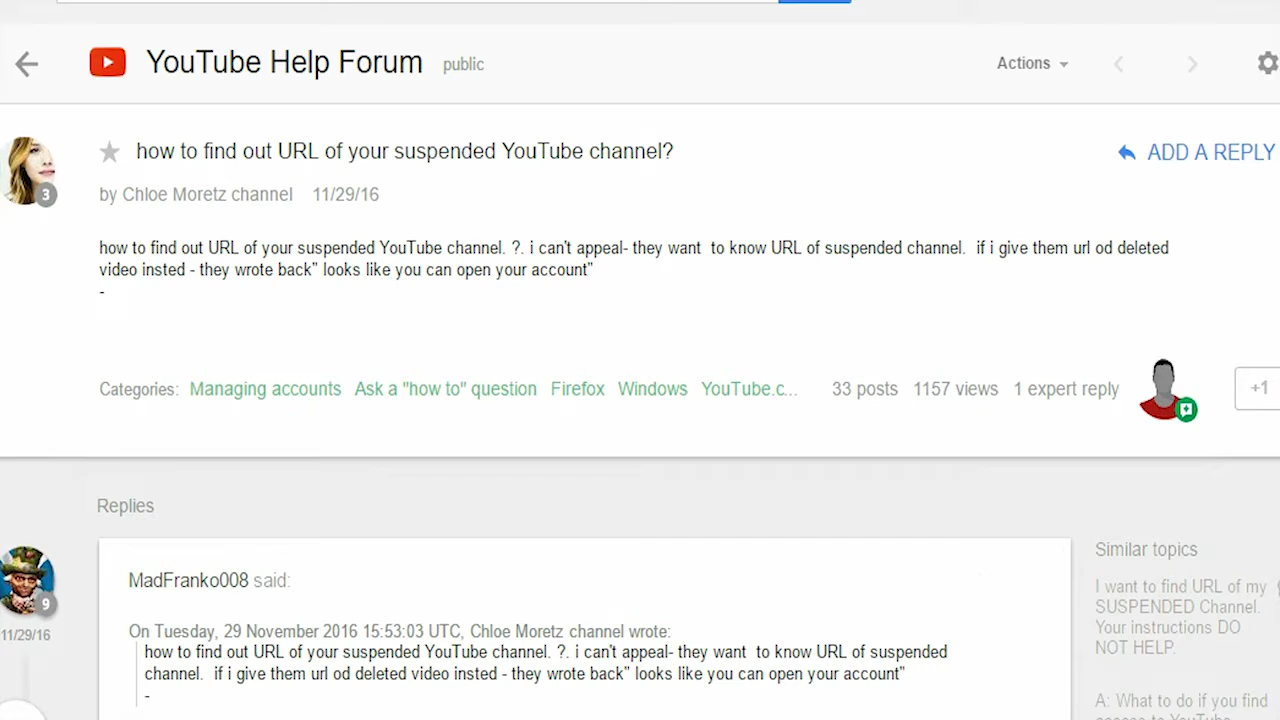 YouTube Help Forum public
Actions
how to find out URL of your suspended YouTube channel?
ADD A REPLY
3
by Chloe Moretz channel 11/29/16
how to find out URL of your suspended YouTube channel. ?. i can't appeal- they want to know URL of suspended channel. if i give them url od deleted
video insted - they wrote back" looks like you can open your account"
-
Categories: Managing accounts Ask a "how to" question Firefox Windows YouTube.c... 33 posts 1157 views 1 expert reply
+1
Replies
MadFranko008 said:
9
11/29/16
On Tuesday, 29 November 2016 15:53:03 UTC, Chloe Moretz channel wrote:
how to find out URL of your suspended YouTube channel. ?. i can't appeal- they want to know URL of suspended
channel. if i give them url od deleted video insted - they wrote back" looks like you can open your account"
-
Similar topics
I want to find URL of my
SUSPENDED Channel.
Your instructions DO
NOT HELP.
A: What to do if you find
access to YouTube